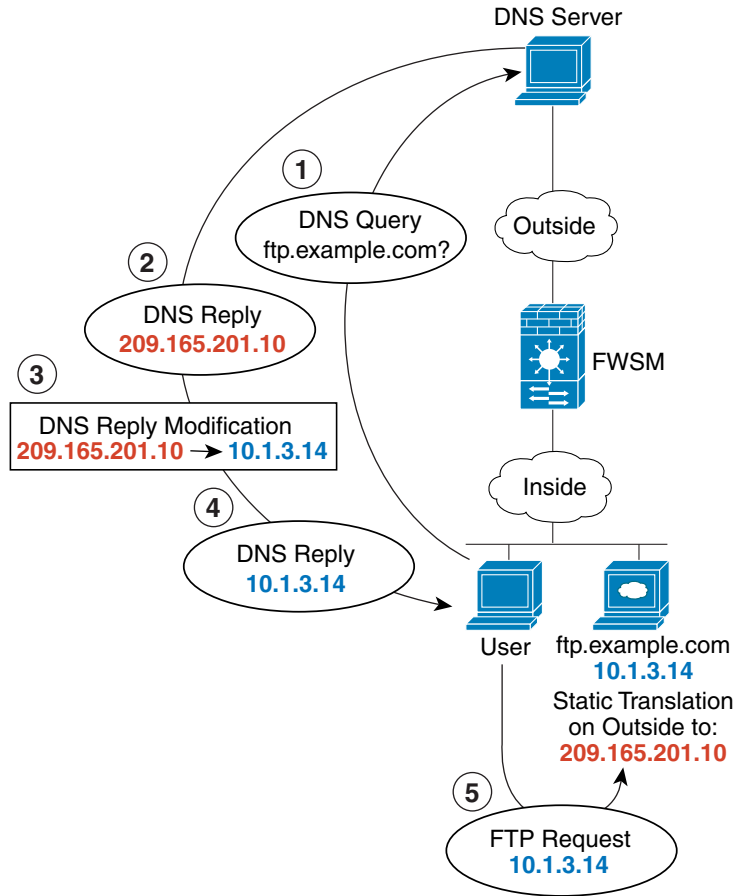 DNS Server
1
DNS Query
ftp.example.com?
Outside
2
DNS Reply
209.165.201.10
FWSM
3
DNS Reply Modification
209.165.201.10 → 10.1.3.14
Inside
4
DNS Reply
10.1.3.14
User
ftp.example.com
10.1.3.14
Static Translation
on Outside to:
209.165.201.10
5
FTP Request
10.1.3.14